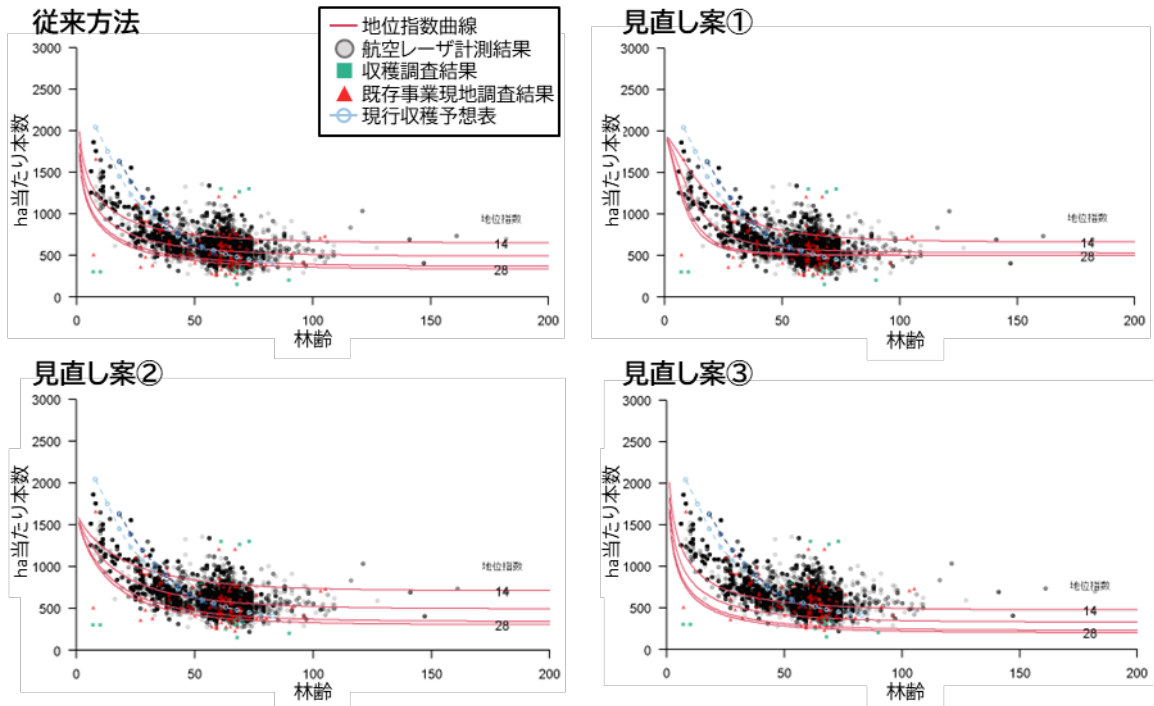 従来方法
地位指数曲線
航空レーザ計測結果
収穫調査結果
既存事業現地調査結果
現行収穫予想表
3000
2500
2000
1500
1000
500
0
ha当たり本数
地位指数
14
28
0
50
100
150
200
林齢
見直し案①
3000
2500
2000
1500
1000
500
0
ha当たり本数
地位指数
14
28
0
50
100
150
200
林齢
見直し案②
3000
2500
2000
1500
1000
500
0
ha当たり本数
地位指数
14
28
0
50
100
150
200
林齢
見直し案③
3000
2500
2000
1500
1000
500
0
ha当たり本数
地位指数
14
28
0
50
100
150
200
林齢